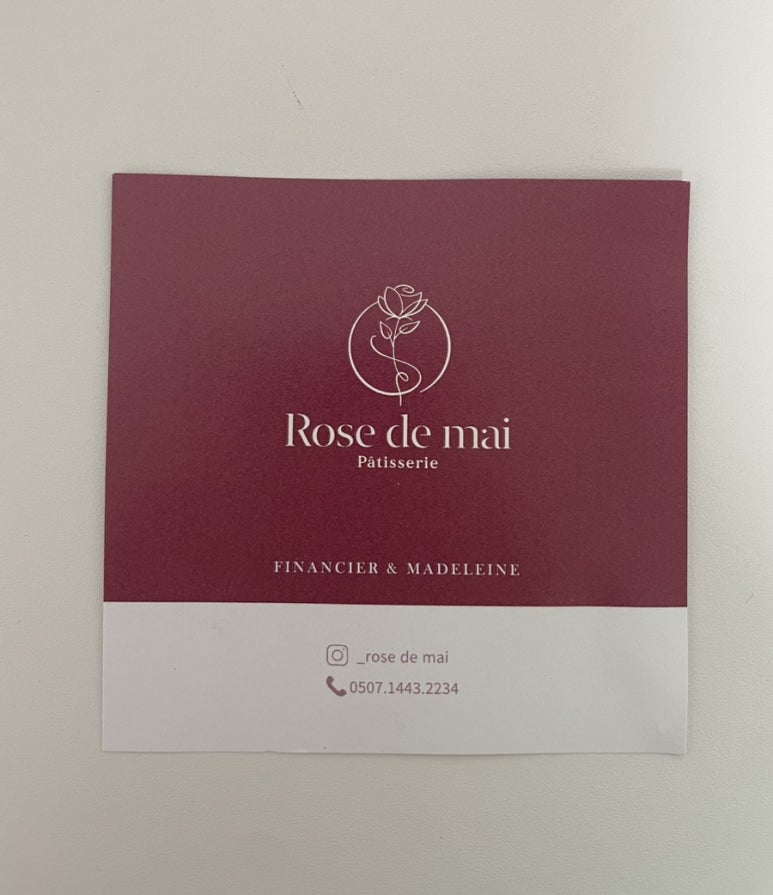 Rose de mai
Pâtisserie
FINANCIER & MADELEINE
_rose de mai
0507.1443.2234